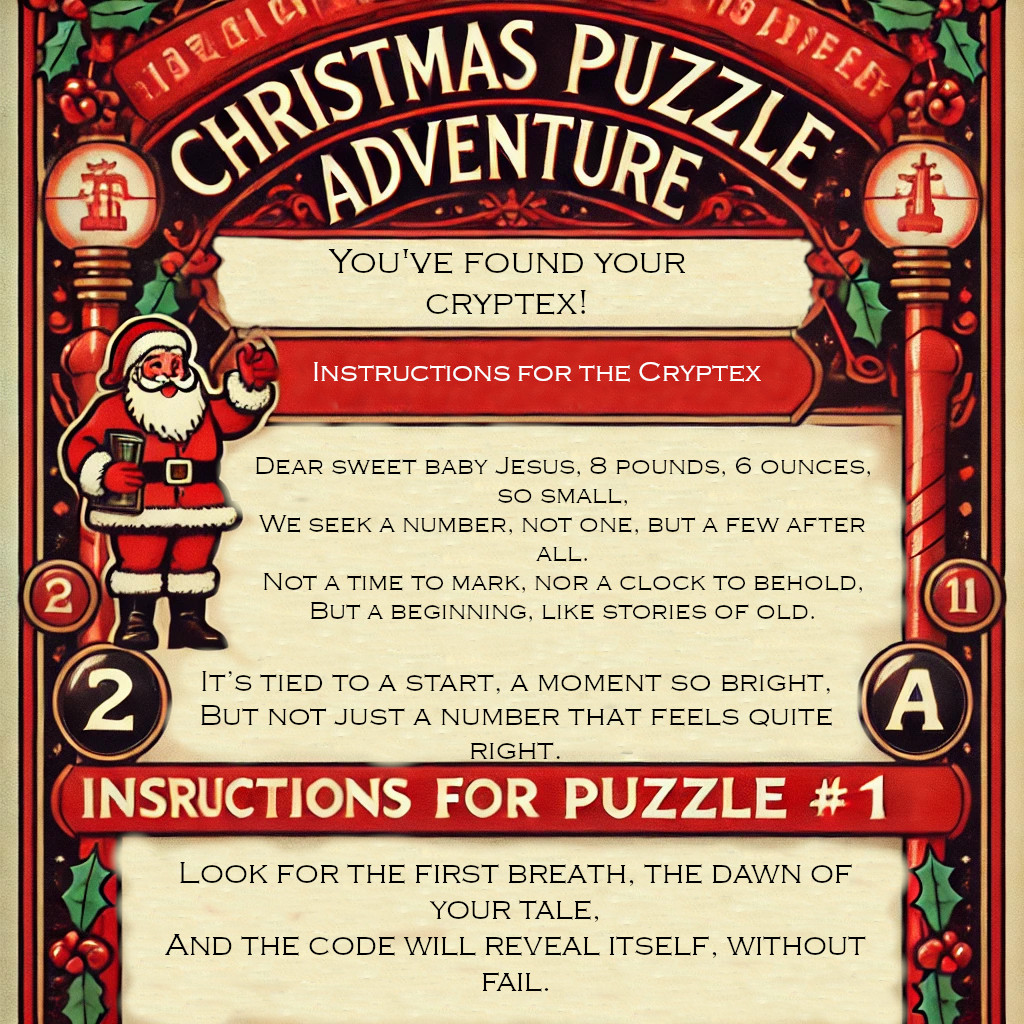 CHRISTMAS PUZZLE
ADVENTURE
You've found your
cryptex!
Instructions for the Cryptex
Dear sweet baby Jesus, 8 pounds, 6 ounces,
so small,
We seek a number, not one, but a few after
all.
Not a time to mark, nor a clock to behold,
But a beginning, like stories of old.
2
11
It’s tied to a start, a moment so bright,
But not just a number that feels quite
right.
2
A
INSRUCTIONS FOR PUZZLE #1
Look for the first breath, the dawn of
your tale,
And the code will reveal itself, without
fail.